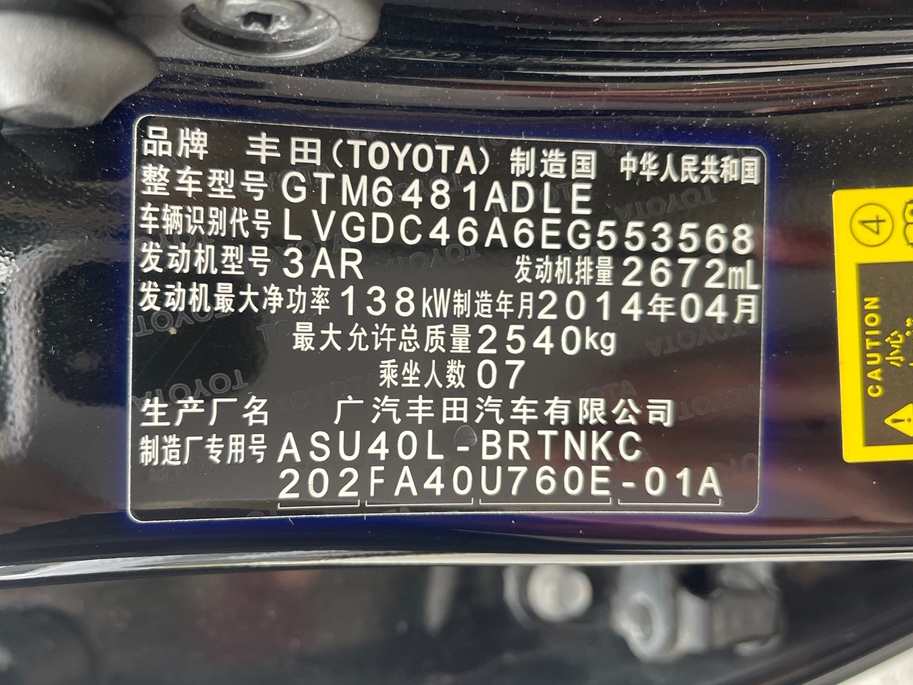 品牌 丰田(TOYOTA) 制造国 中华人民共和国
整车型号 GTM6481ADLE
车辆识别代号 LVGDC46A6EG553568
发动机型号 3AR 发动机排量 2672mL
发动机最大净功率 138kW 制造年月 2014年04月
最大允许总质量 2540kg
乘坐人数 07
生产厂名 广汽丰田汽车有限公司
制造厂专用号 ASU40L-BRTNKC
202FA40U760E-01A
④
CAUTION
小心